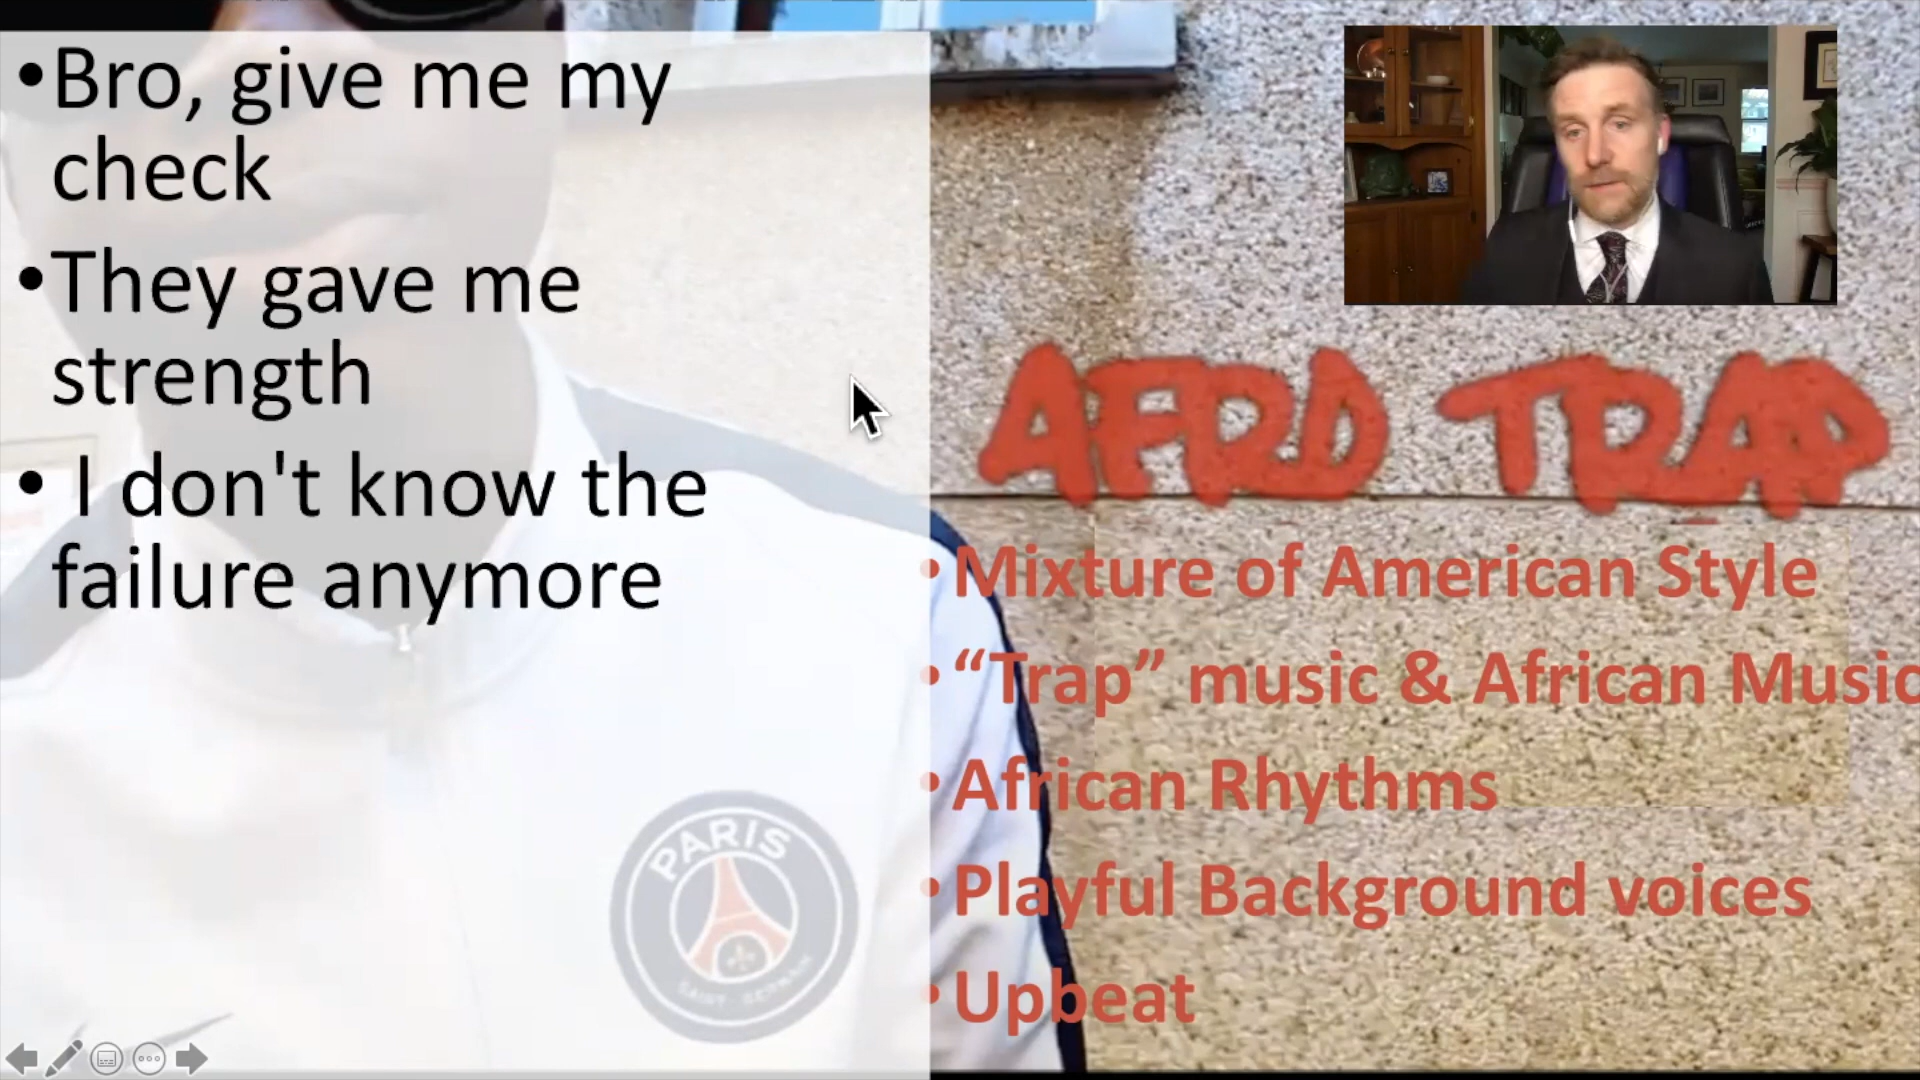 •Bro, give me my
check
•They gave me
strength
• I don't know the
failure anymore
AFRO TRAP
•Mixture of American Style
•“Trap” music & African Music
•African Rhythms
•Playful Background voices
•Upbeat
PARIS
SAINT-GERMAIN